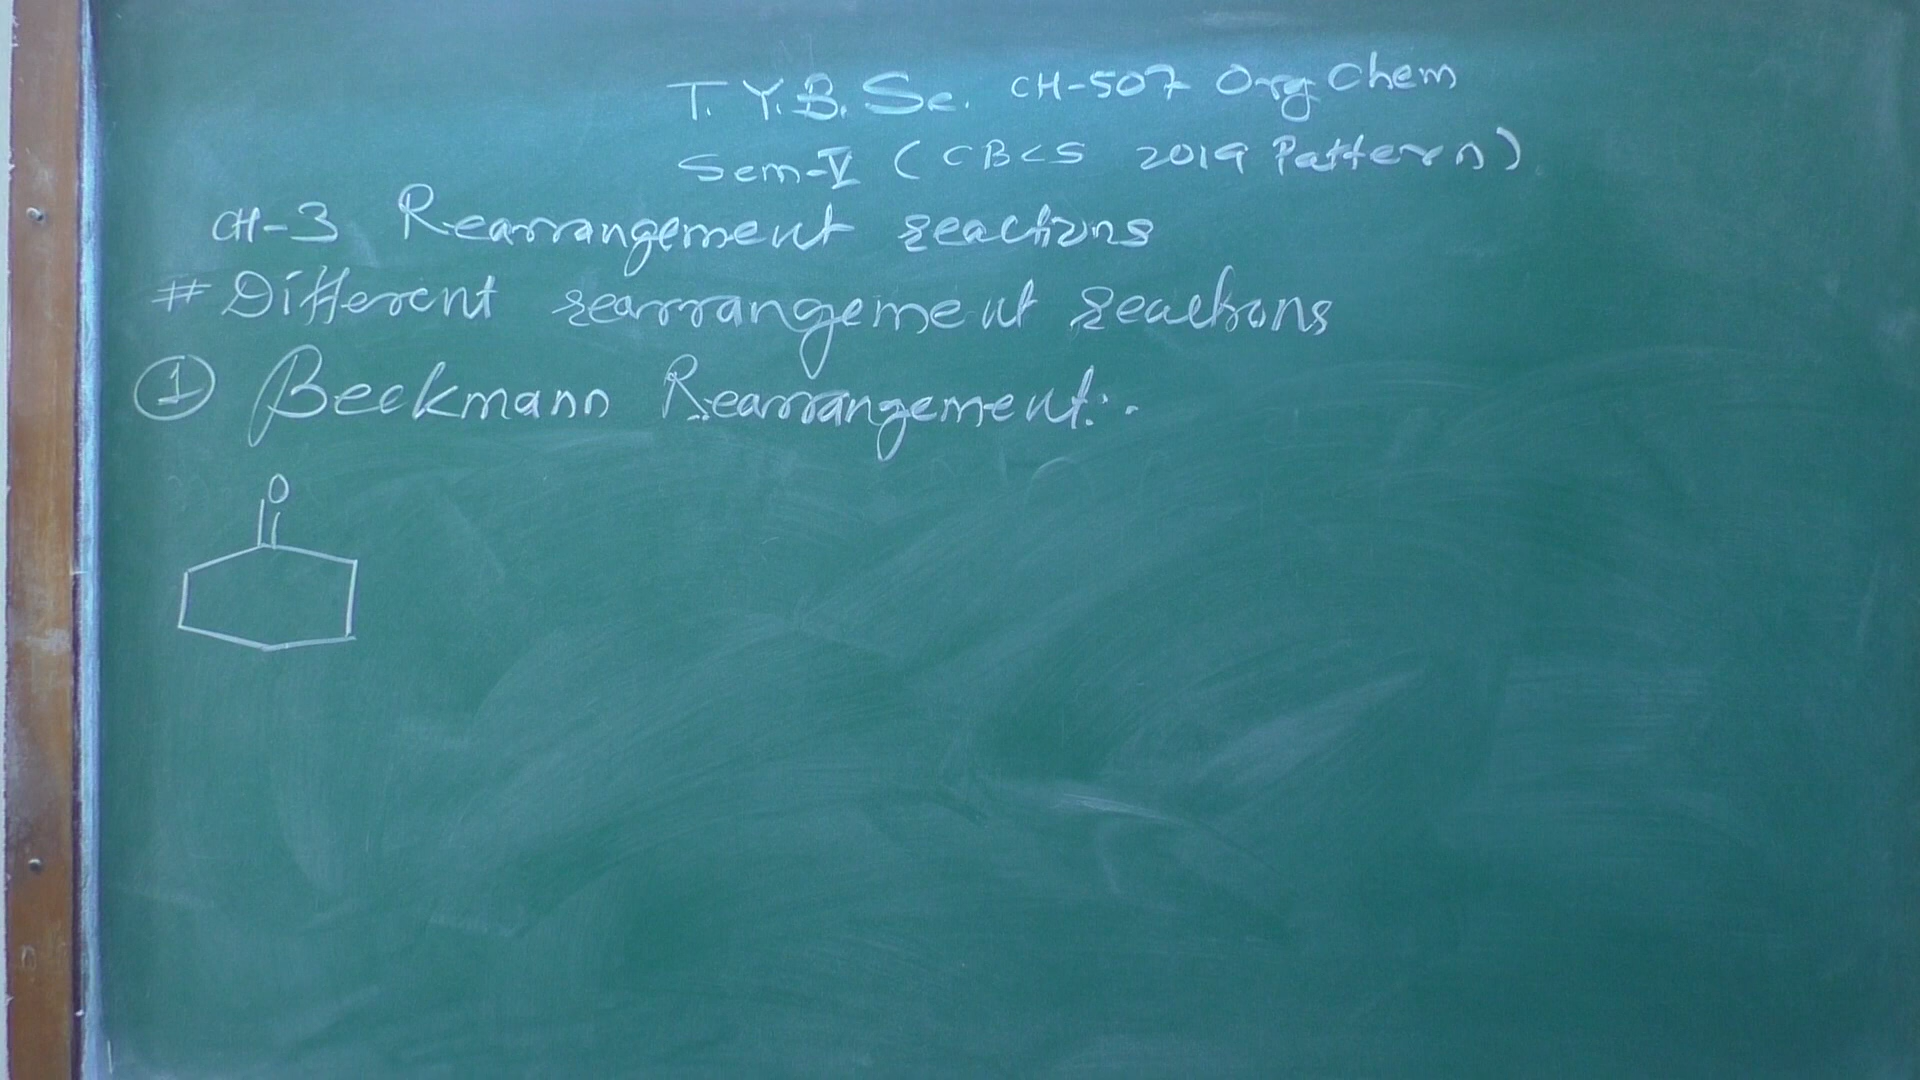 T.Y.B.Sc. CH-507 Org Chem
Sem-V (CBCS 2019 Pattern)
CH-3 Rearrangement reactions
# Different rearrangement reactions
① Beckmann Rearrangement:-
O